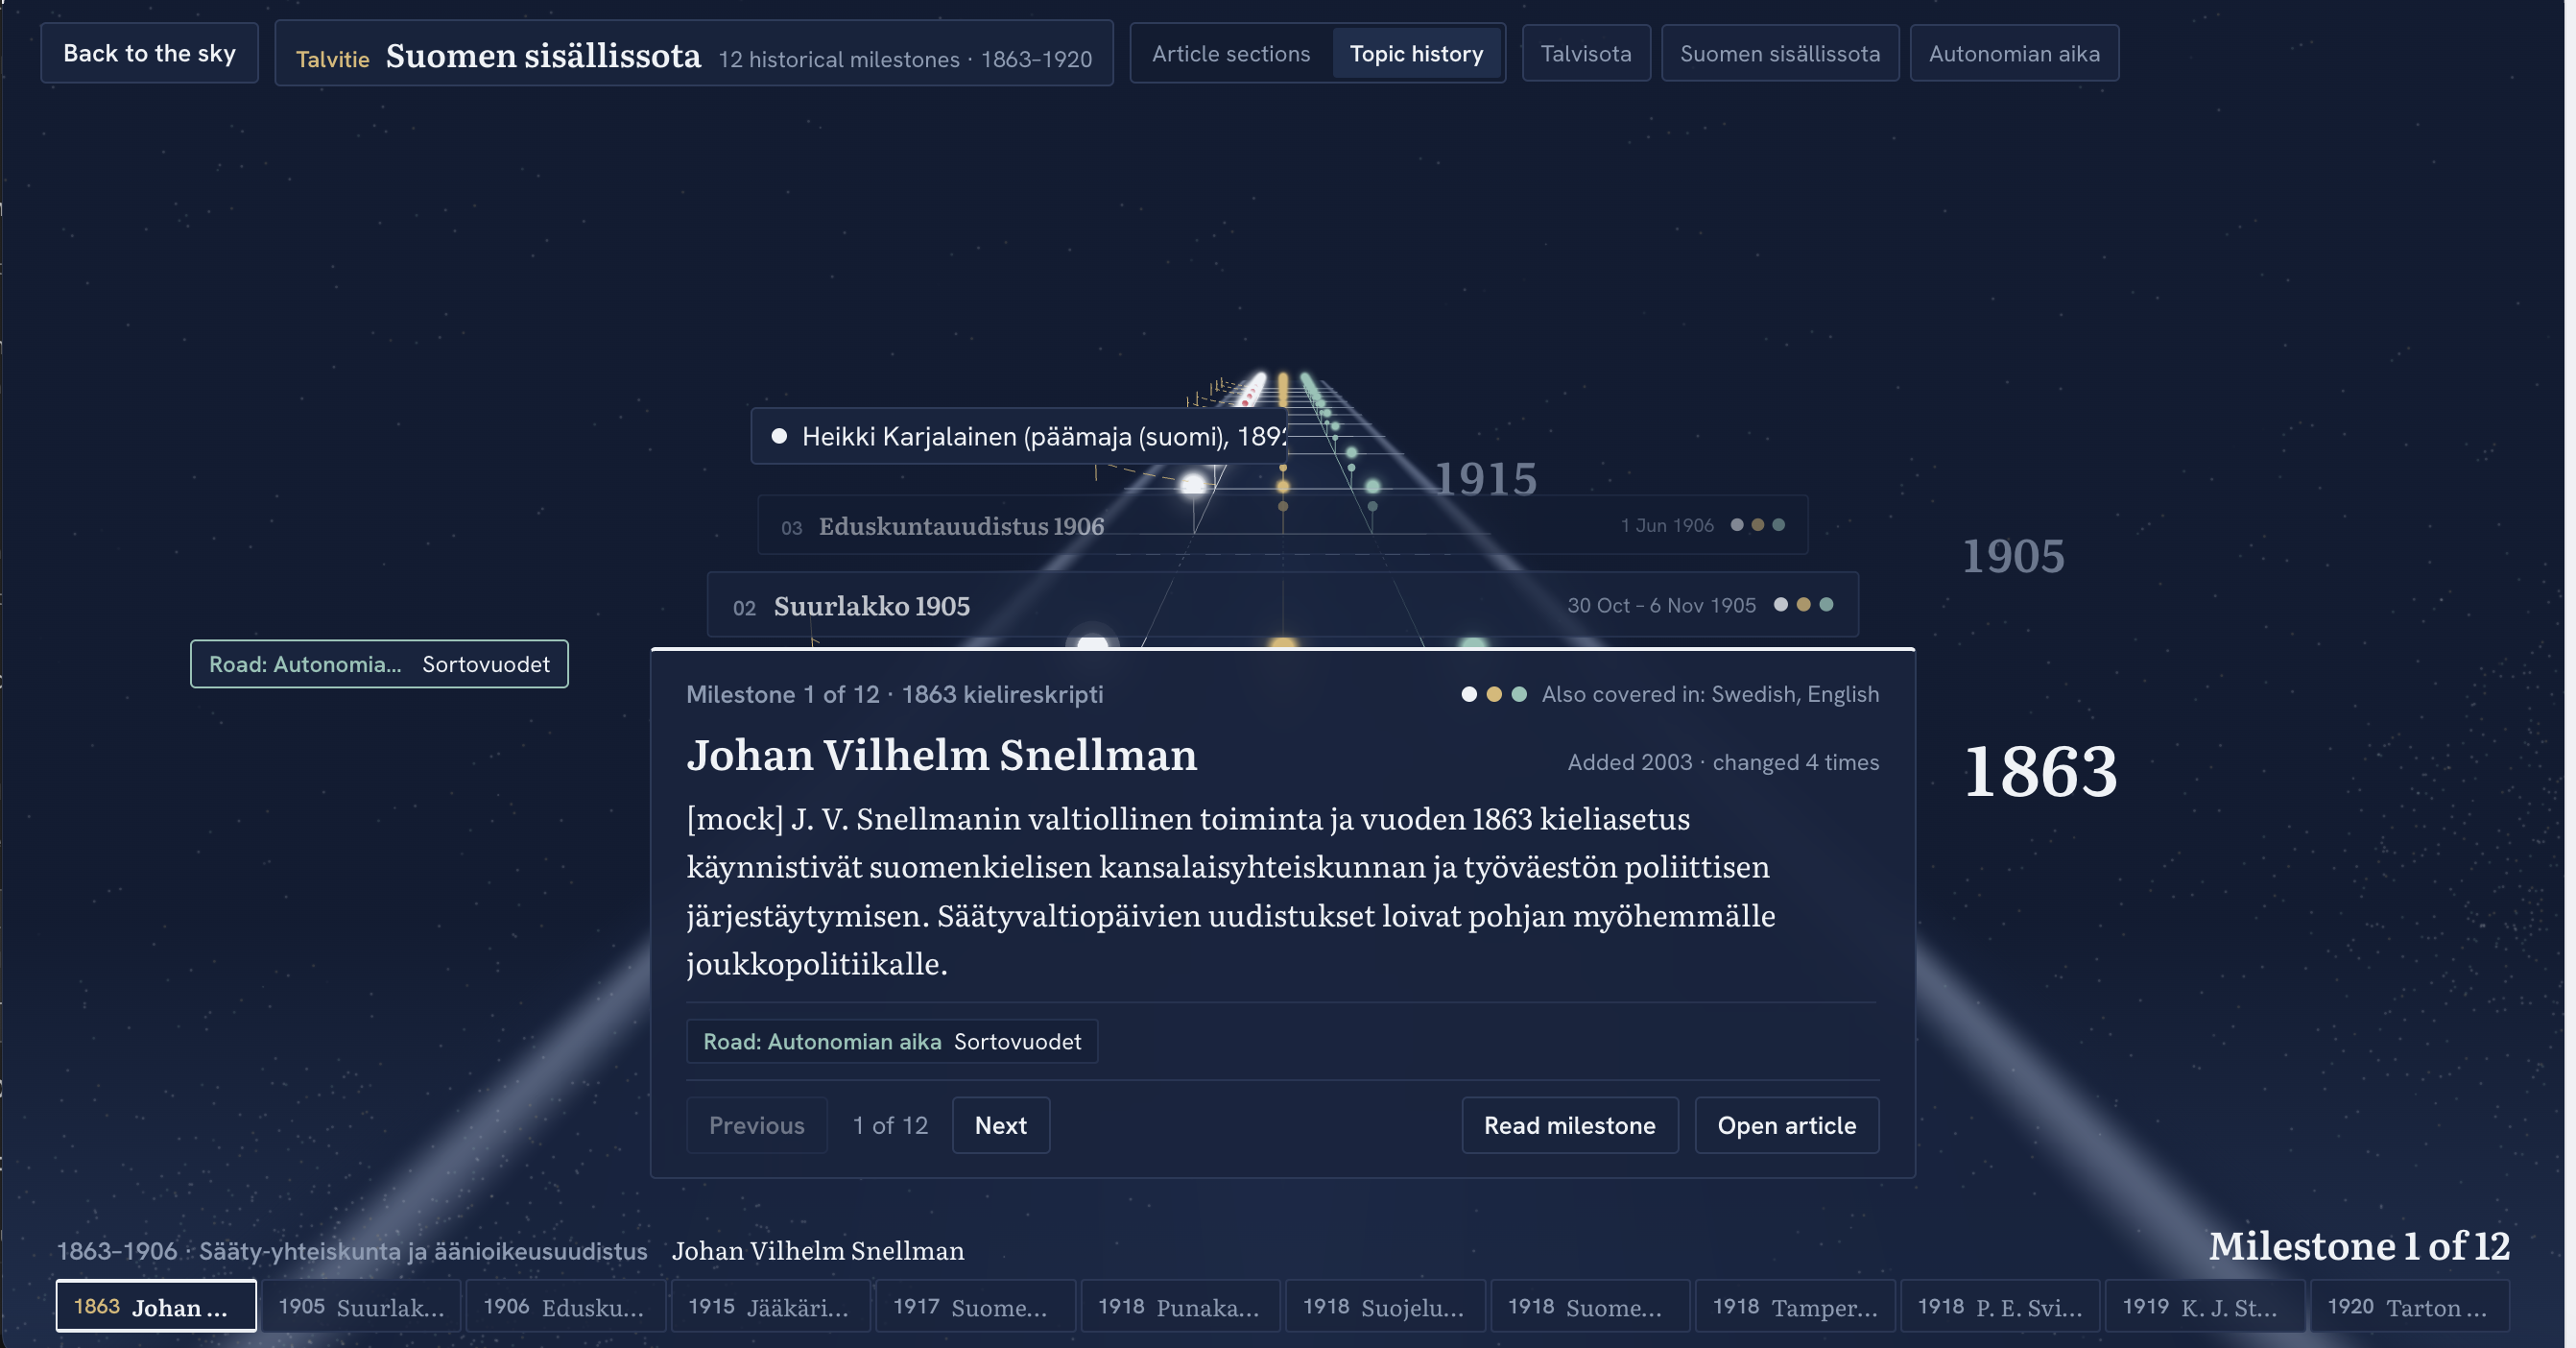 Back to the sky
Talvitie Suomen sisällissota 12 historical milestones · 1863–1920
Article sections Topic history
Talvisota
Suomen sisällissota
Autonomian aika
Heikki Karjalainen (päämaja (suomi), 1892
1915
03 Eduskuntauudistus 1906 1 Jun 1906
1905
02 Suurlakko 1905 30 Oct – 6 Nov 1905
Road: Autonomia... Sortovuodet
Milestone 1 of 12 · 1863 kielireskripti Also covered in: Swedish, English
Johan Vilhelm Snellman Added 2003 · changed 4 times
1863
[mock] J. V. Snellmanin valtiollinen toiminta ja vuoden 1863 kieliasetus
käynnistivät suomenkielisen kansalaisyhteiskunnan ja työväestön poliittisen
järjestäytymisen. Säätyvaltiopäivien uudistukset loivat pohjan myöhemmälle
joukkopolitiikalle.
Road: Autonomian aika Sortovuodet
Previous 1 of 12 Next Read milestone Open article
1863–1906 · Sääty-yhteiskunta ja äänioikeusuudistus Johan Vilhelm Snellman Milestone 1 of 12
1863 Johan ... 1905 Suurlak... 1906 Edusku... 1915 Jääkäri... 1917 Suome... 1918 Punaka... 1918 Suojelu... 1918 Suome... 1918 Tamper... 1918 P. E. Svi... 1919 K. J. St... 1920 Tarton ...